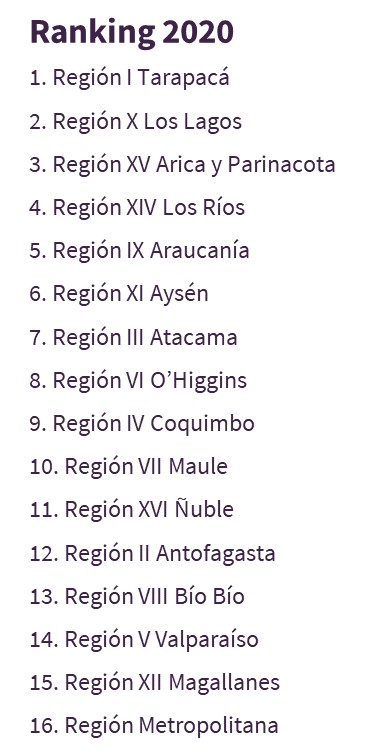 Ranking 2020
1. Región I Tarapacá
2. Región X Los Lagos
3. Región XV Arica y Parinacota
4. Región XIV Los Ríos
5. Región IX Araucanía
6. Región XI Aysén
7. Región III Atacama
8. Región VI O’Higgins
9. Región IV Coquimbo
10. Región VII Maule
11. Región XVI Ñuble
12. Región II Antofagasta
13. Región VIII Bío Bío
14. Región V Valparaíso
15. Región XII Magallanes
16. Región Metropolitana